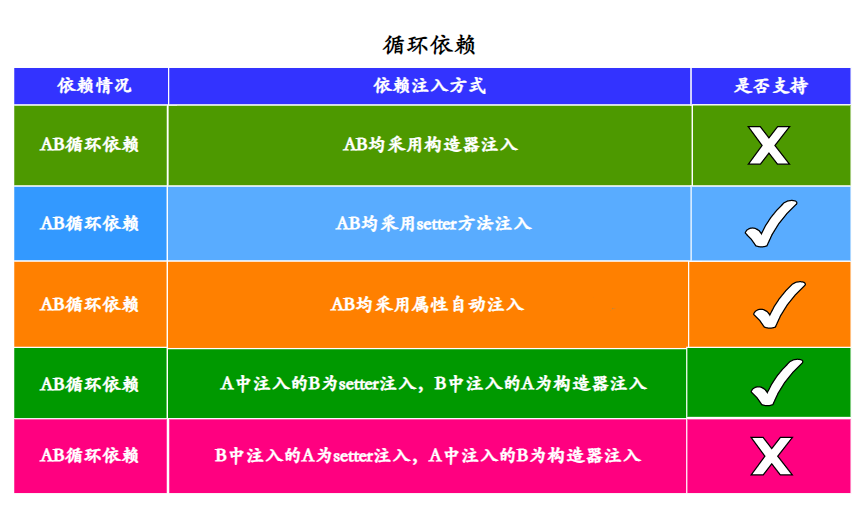 循环依赖
依赖情况 依赖注入方式 是否支持
AB循环依赖 AB均采用构造器注入
AB循环依赖 AB均采用setter方法注入
AB循环依赖 AB均采用属性自动注入
AB循环依赖 A中注入的B为setter注入，B中注入的A为构造器注入
AB循环依赖 B中注入的A为setter注入，A中注入的B为构造器注入